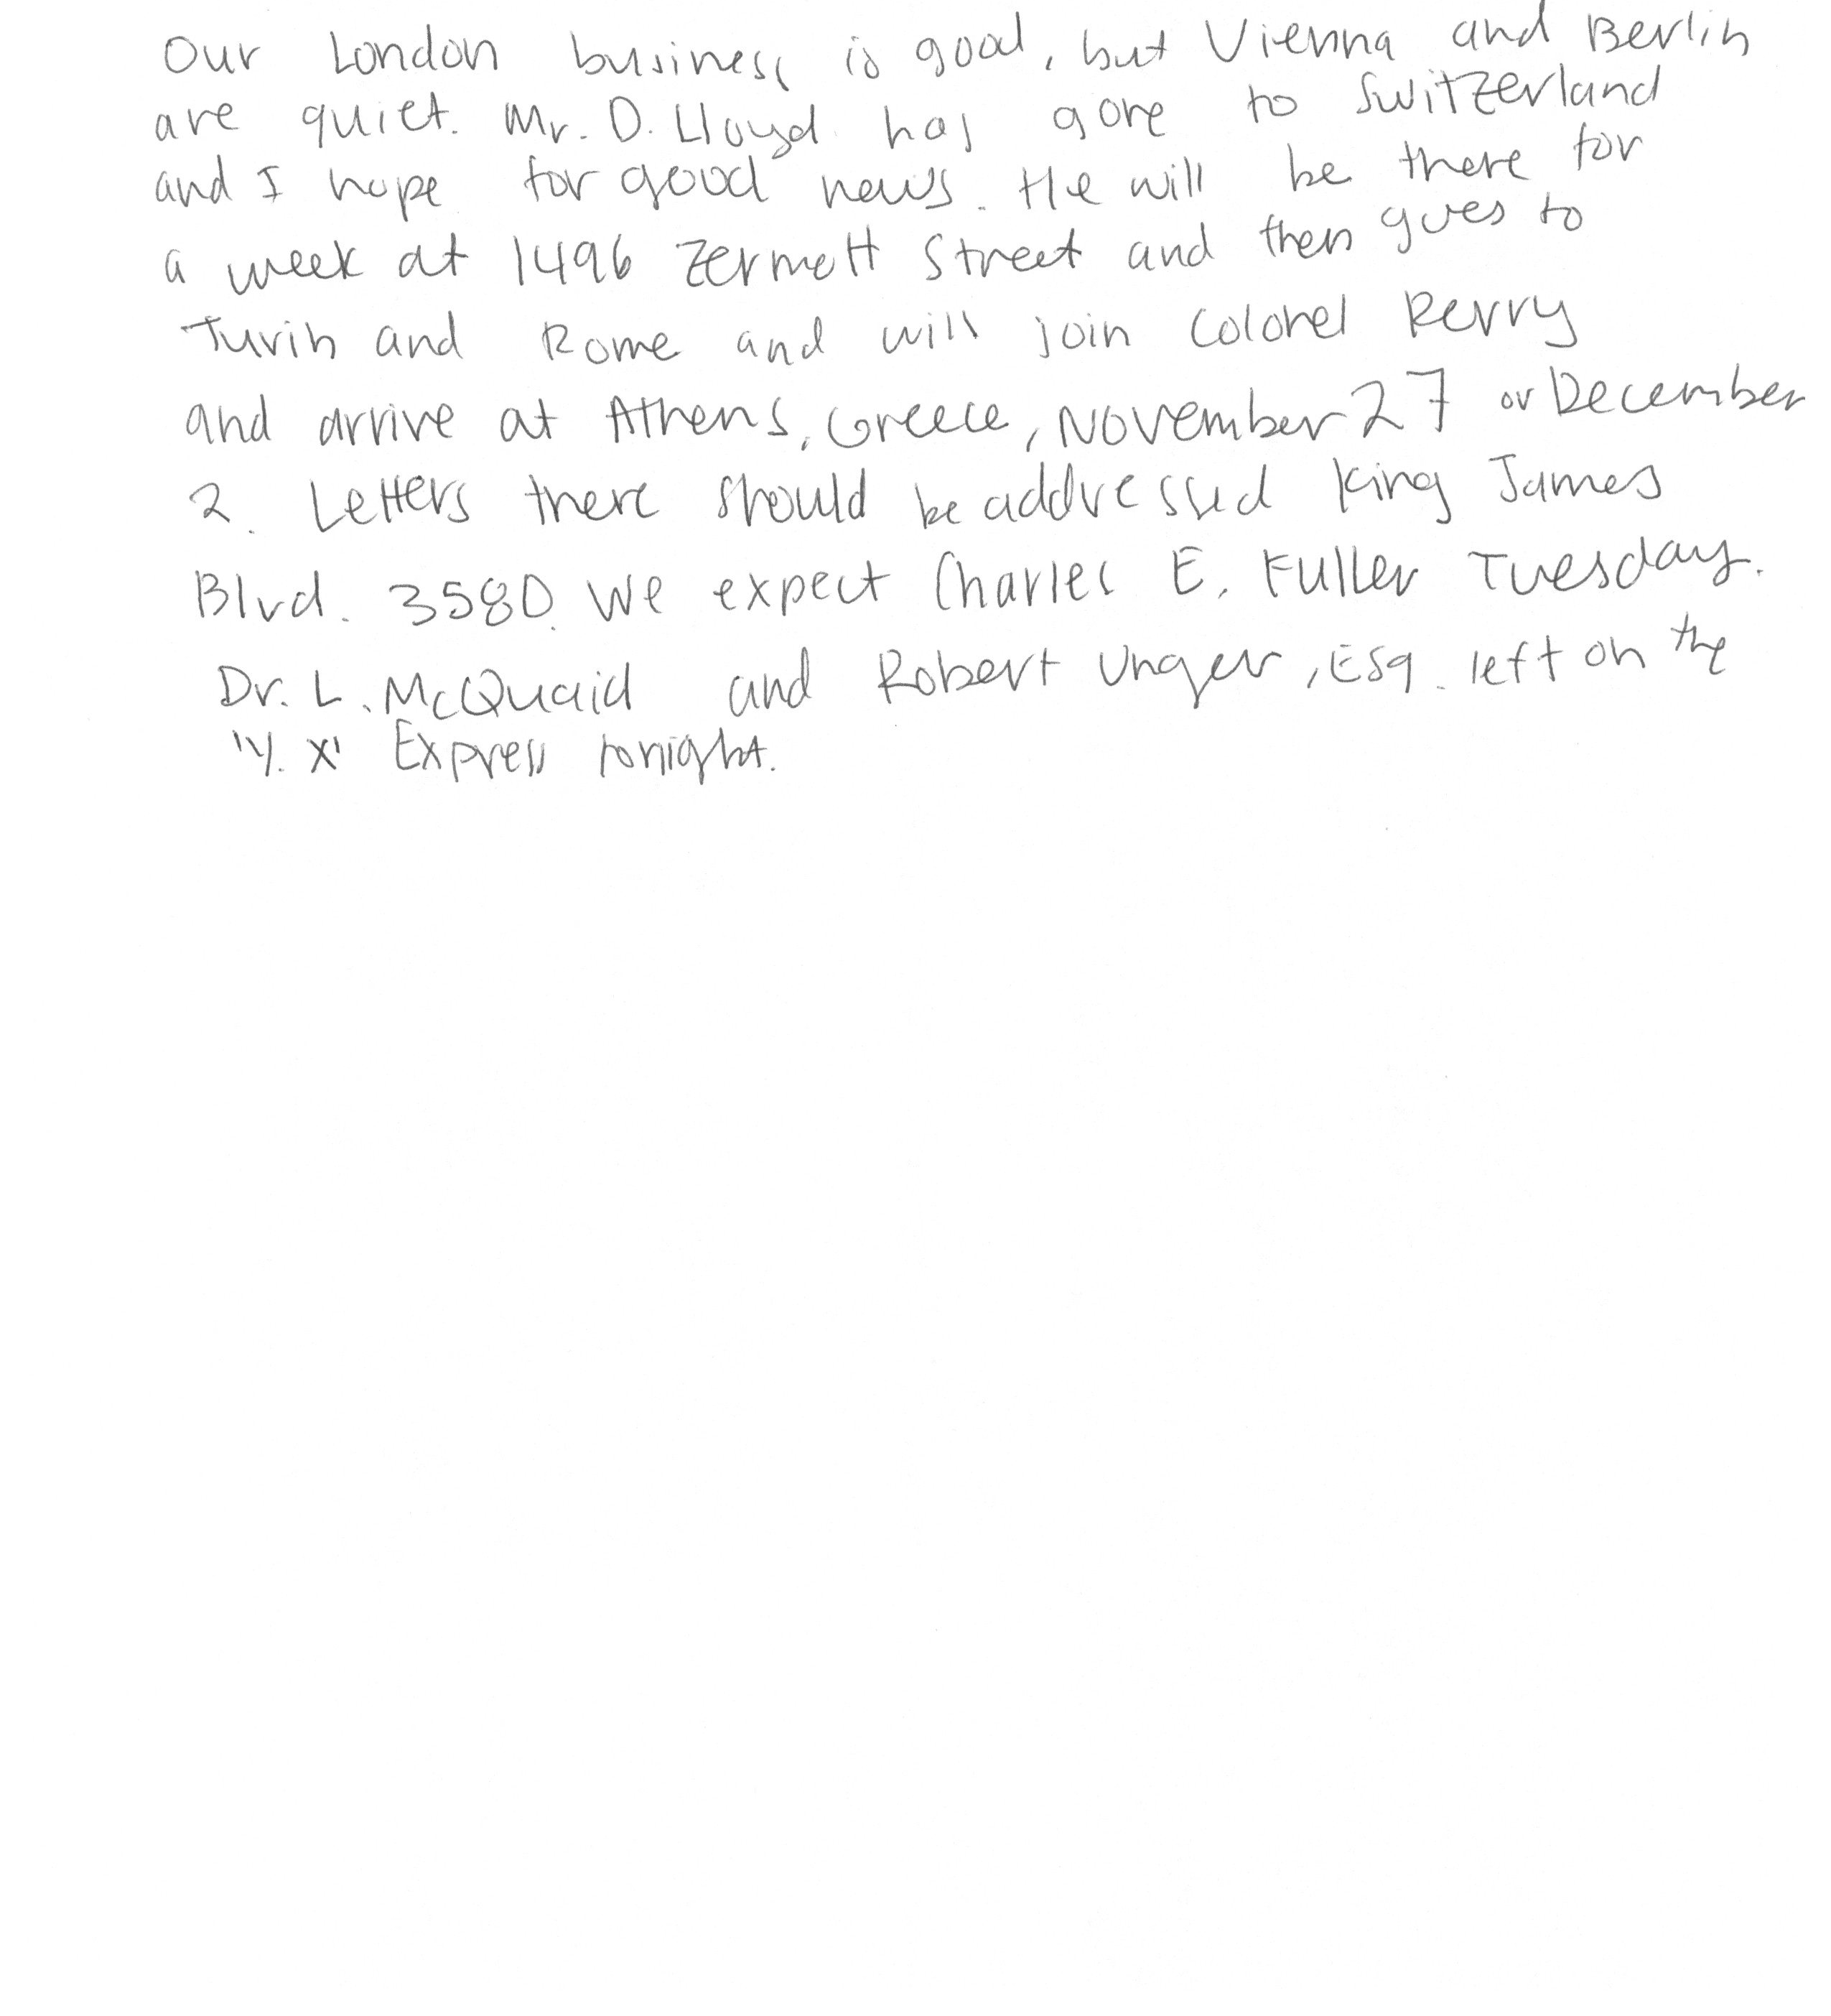 Our London business is good, but Vienna and Berlin
are quiet. Mr. D. Lloyd has gone to Switzerland
and I hope for good news. He will be there for
a week at 1496 Zermott Street and then goes to
Turin and Rome and will join Colonel Perry
and arrive at Athens, Greece, November 27 or December
2. Letters there should be addressed King James
Blvd. 3580. We expect Charles E. Fuller Tuesday.
Dr. L. McQuaid and Robert Unger, Esq. left on the
'Y. X' Express tonight.